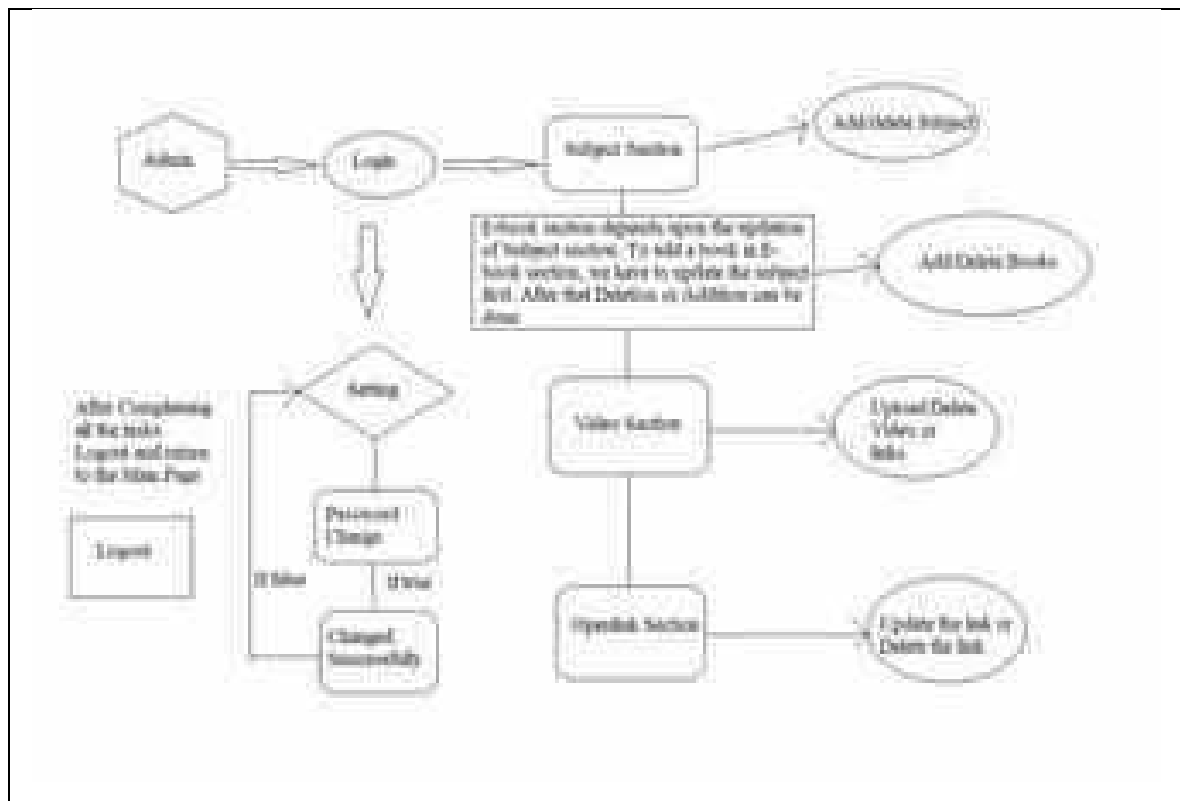 Admin
Login
Subject Section
Add/Delete Subject
E-book section depends upon the updation
of Subject section. To add a book in E-
book section, we have to update the subject
first. After that Deletion or Addition can be
done
Add/Delete Books
Setting
After Completing
all the tasks
Logout and return
to the Main Page
Video Section
Upload/Delete
Video or
links
Password
Change
Logout
If false
If true
Changed
Successfully
Section
Update the link or
Delete the link